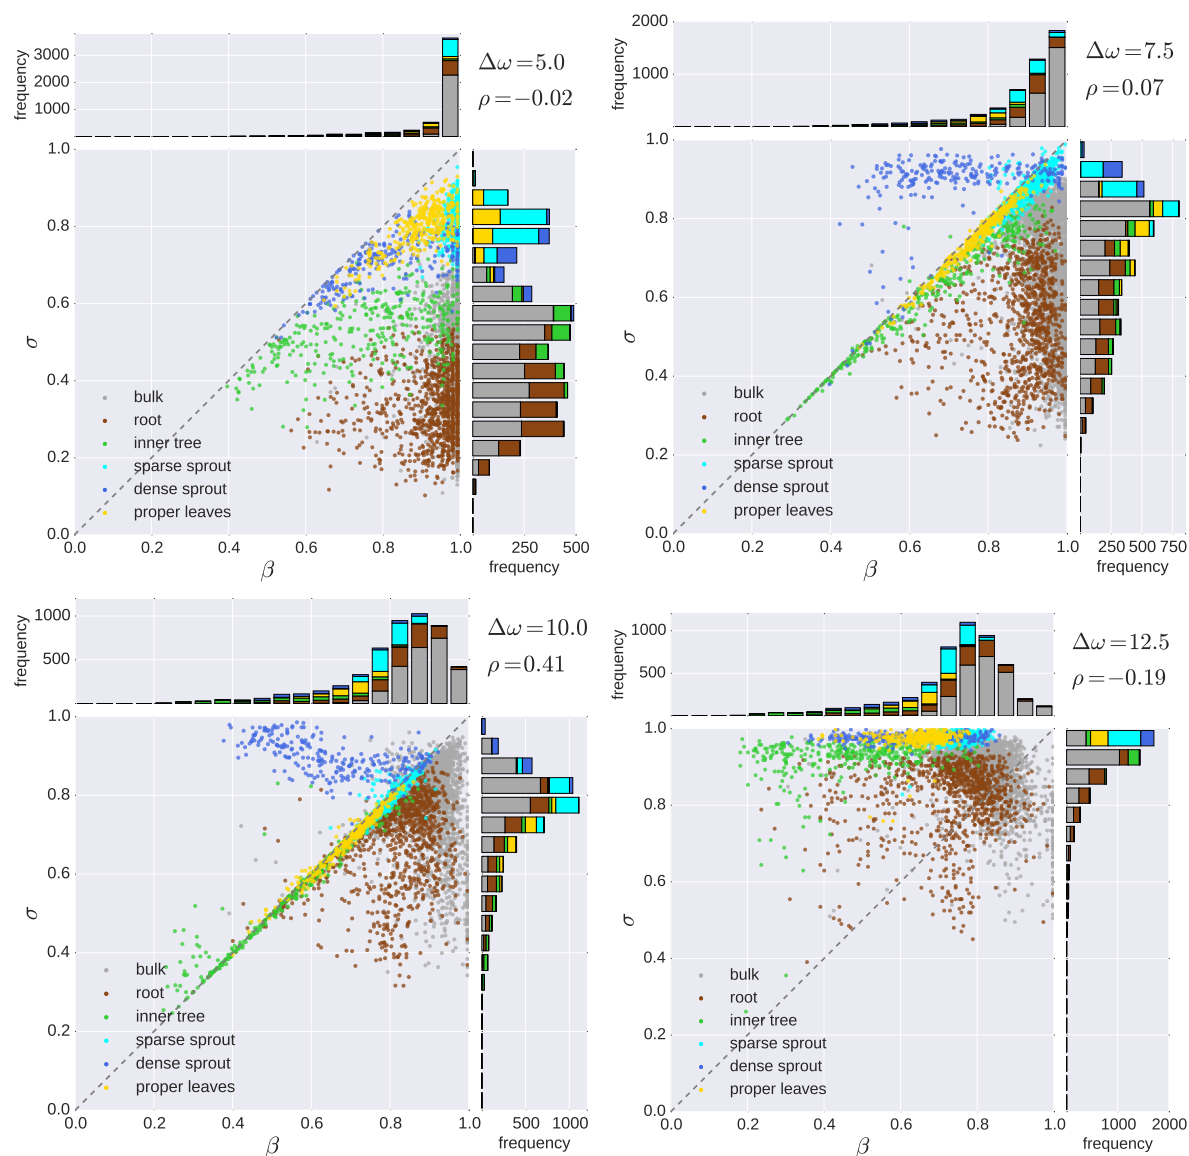 frequency
3000
2000
1000
Δω=5.0
ρ=−0.02
σ
1.0
0.8
0.6
0.4
0.2
0.0
bulk
root
inner tree
sparse sprout
dense sprout
proper leaves
0.0 0.2 0.4 0.6 0.8 1.0
β
250 500
frequency
frequency
2000
1000
Δω=7.5
ρ=0.07
σ
1.0
0.8
0.6
0.4
0.2
0.0
bulk
root
inner tree
sparse sprout
dense sprout
proper leaves
0.0 0.2 0.4 0.6 0.8 1.0
β
250 500 750
frequency
frequency
1000
500
Δω=10.0
ρ=0.41
σ
1.0
0.8
0.6
0.4
0.2
0.0
bulk
root
inner tree
sparse sprout
dense sprout
proper leaves
0.0 0.2 0.4 0.6 0.8 1.0
β
500 1000
frequency
frequency
1000
500
Δω=12.5
ρ=−0.19
σ
1.0
0.8
0.6
0.4
0.2
0.0
bulk
root
inner tree
sparse sprout
dense sprout
proper leaves
0.0 0.2 0.4 0.6 0.8 1.0
β
1000 2000
frequency